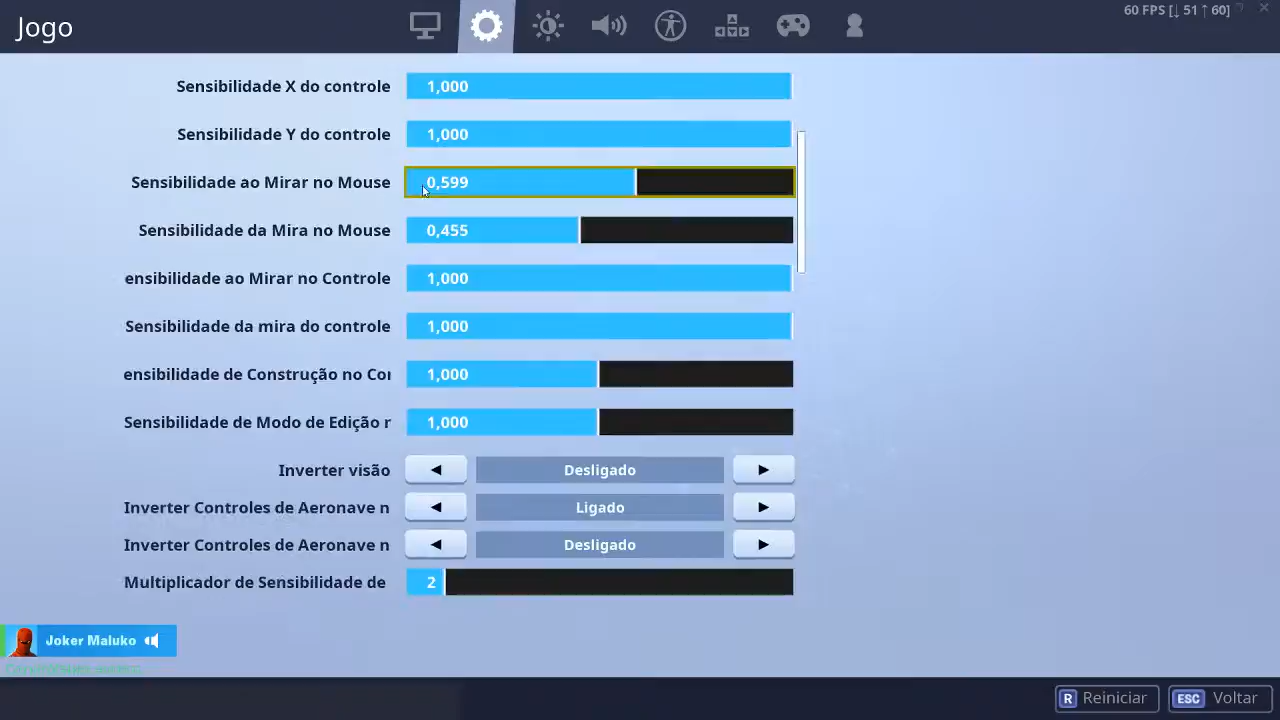 Jogo
60 FPS [↓ 51 ↑ 60]
Sensibilidade X do controle 1,000
Sensibilidade Y do controle 1,000
Sensibilidade ao Mirar no Mouse 0,599
Sensibilidade da Mira no Mouse 0,455
ensibilidade ao Mirar no Controle 1,000
Sensibilidade da mira do controle 1,000
ensibilidade de Construção no Co 1,000
Sensibilidade de Modo de Edição r 1,000
Inverter visão ◄ Desligado ►
Inverter Controles de Aeronave n ◄ Ligado ►
Inverter Controles de Aeronave n ◄ Desligado ►
Multiplicador de Sensibilidade de 2
Joker Maluko
R Reiniciar ESC Voltar